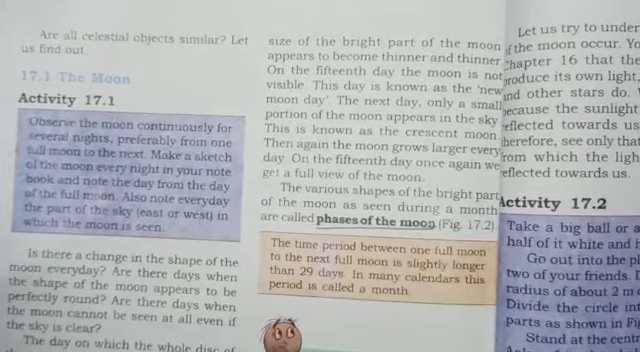 Are all celestial objects similar? Let
us find out.
17.1 The Moon
Activity 17.1
Observe the moon continuously for
several nights, preferably from one
full moon to the next. Make a sketch
of the moon every night in your note
book and note the day from the day
of the full moon. Also note everyday
the part of the sky (east or west) in
which the moon is seen.
Is there a change in the shape of the
moon everyday? Are there days when
the shape of the moon appears to be
perfectly round? Are there days when
the moon cannot be seen at all even if
the sky is clear?
The day on which the whole disc of
size of the bright part of the moon
appears to become thinner and thinner
On the fifteenth day the moon is not
visible. This day is known as the 'new
moon day'. The next day, only a small
portion of the moon appears in the sky
This is known as the crescent moon.
Then again the moon grows larger every
day. On the fifteenth day once again we
get a full view of the moon.
The various shapes of the bright part
of the moon as seen during a month
are called phases of the moon (Fig. 17.2).
The time period between one full moon
to the next full moon is slightly longer
than 29 days. In many calendars this
period is called a month.
Let us try to under
of the moon occur. Yo
Chapter 16 that the
produce its own light,
and other stars do.
because the sunlight
reflected towards us
therefore, see only that
from which the ligh
reflected towards us.
Activity 17.2
Take a big ball or a
half of it white and
Go out into the pl
two of your friends.
radius of about 2 m
Divide the circle int
parts as shown in Fi
Stand at the cent